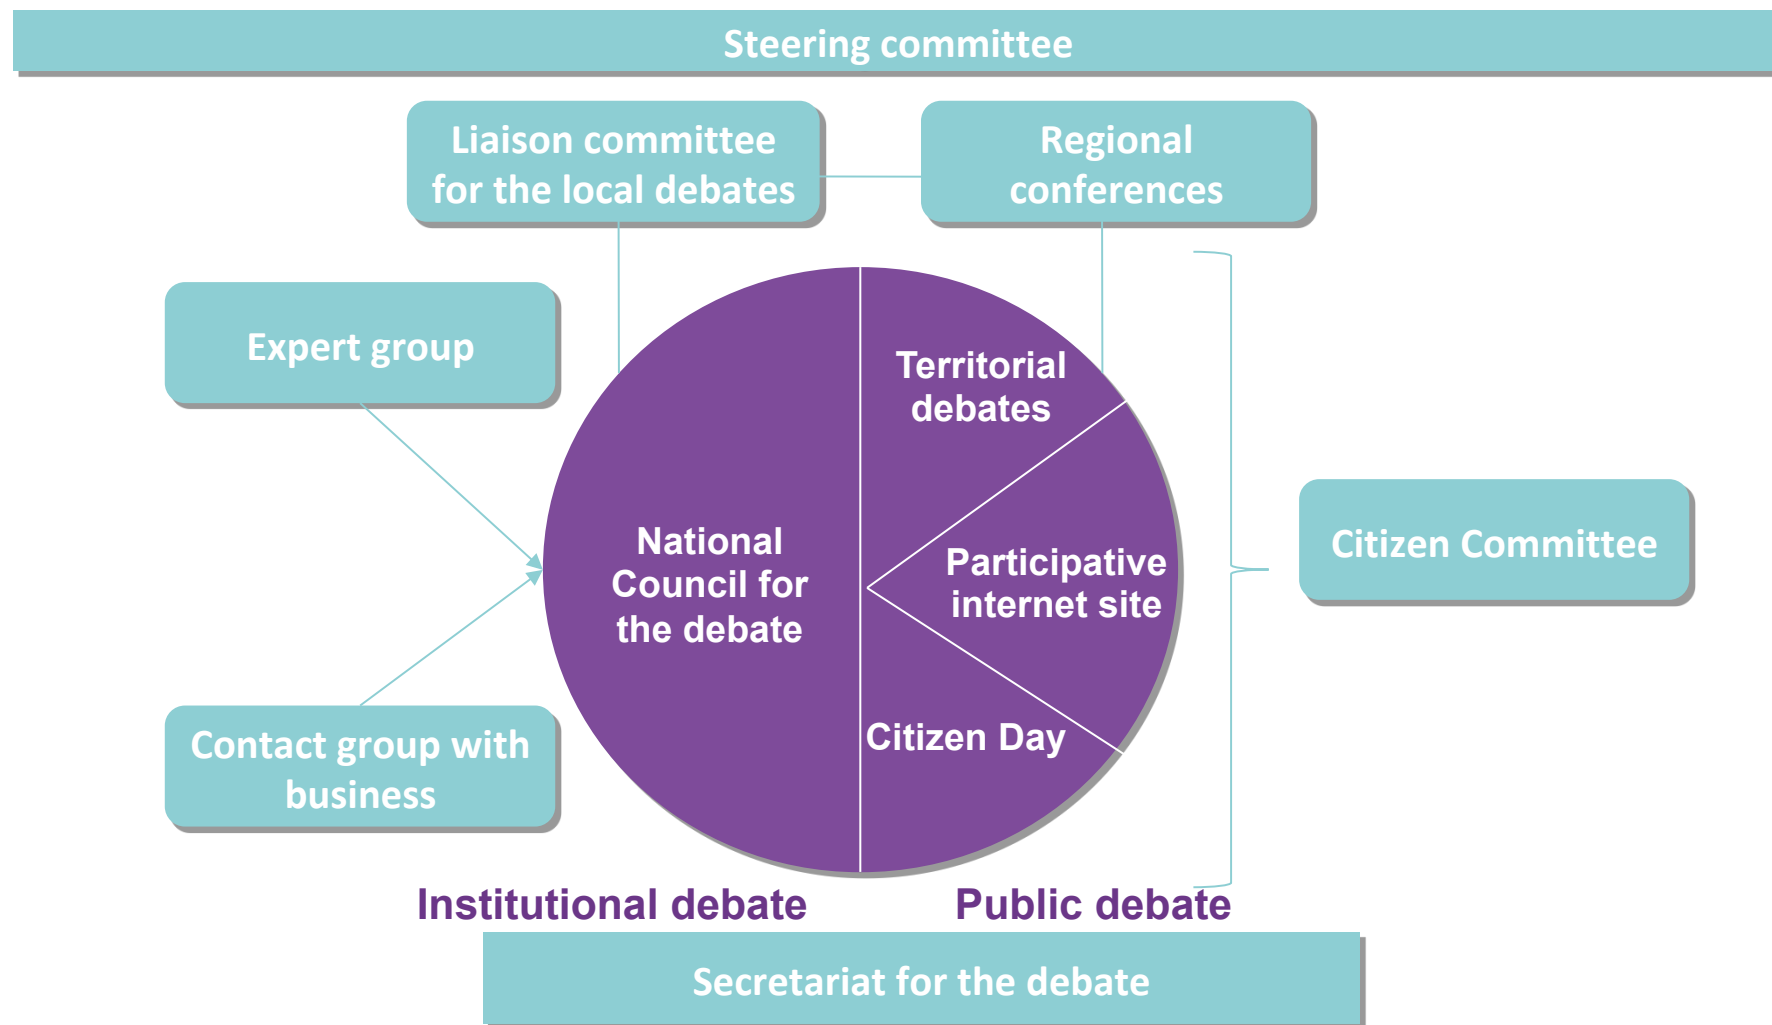 Steering committee
Liaison committee
for the local debates
Regional
conferences
Expert group
Territorial
debates
National
Council for
the debate
Participative
internet site
Citizen Committee
Contact group with
business
Citizen Day
Institutional debate
Public debate
Secretariat for the debate